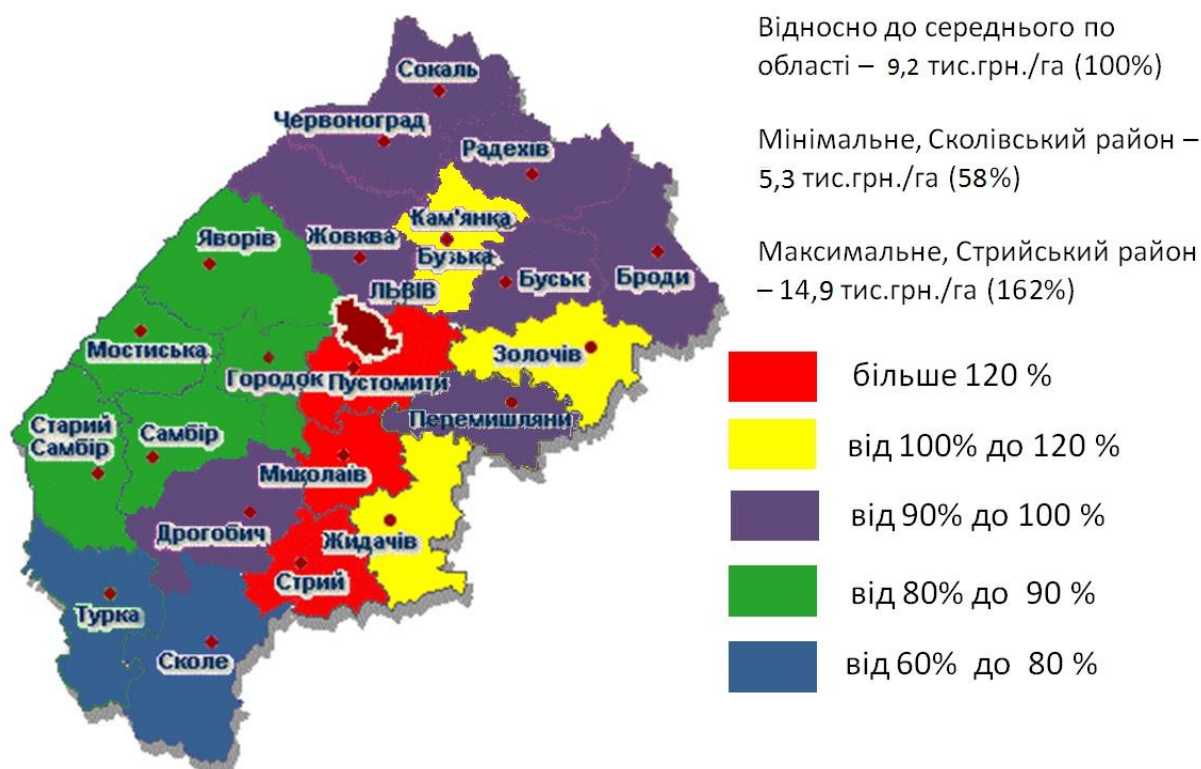 Відносно до середнього по
області – 9,2 тис.грн./га (100%)
Мінімальне, Сколівський район –
5,3 тис.грн./га (58%)
Максимальне, Стрийський район
– 14,9 тис.грн./га (162%)
більше 120 %
від 100% до 120 %
від 90% до 100 %
від 80% до 90 %
від 60% до 80 %
Сокаль
Червоноград
Радехів
Кам'янка
Бузька
Яворів
Жовква
Буськ
Броди
ЛЬВІВ
Мостиська
Городок
Пустомити
Золочів
Перемишляни
Старий
Самбір
Самбір
Миколаїв
Дрогобич
Жидачів
Стрий
Турка
Сколе